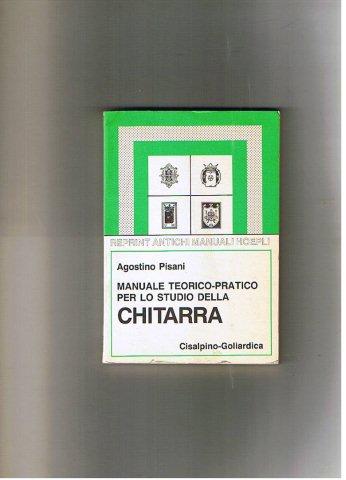 REPRINT ANTICHI MANUALI HOEPLI
Agostino Pisani
MANUALE TEORICO-PRATICO
PER LO STUDIO DELLA
CHITARRA
Cisalpino-Goliardica